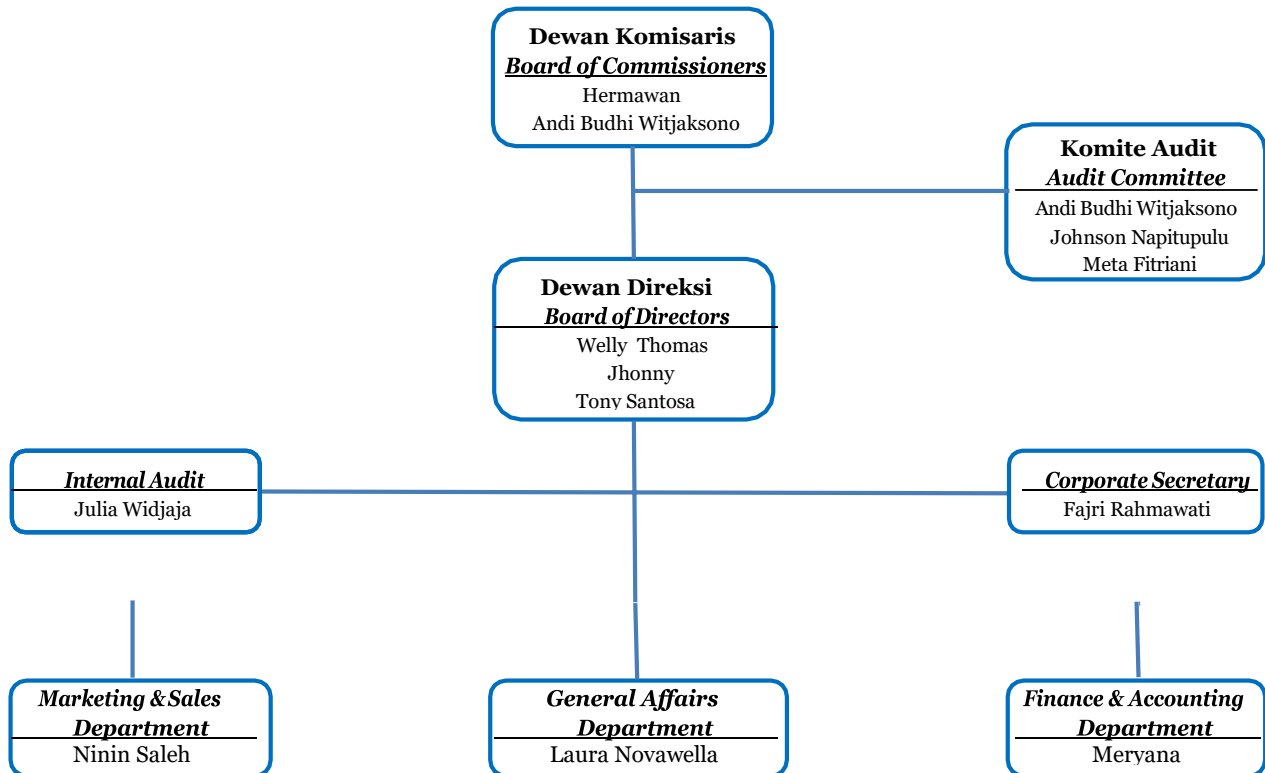 Dewan Komisaris
Board of Commissioners
Hermawan
Andi Budhi Witjaksono
Komite Audit
Audit Committee
Andi Budhi Witjaksono
Johnson Napitupulu
Meta Fitriani
Dewan Direksi
Board of Directors
Welly Thomas
Jhonny
Tony Santosa
Internal Audit
Julia Widjaja
Corporate Secretary
Fajri Rahmawati
Marketing & Sales
Department
Ninin Saleh
General Affairs
Department
Laura Novawella
Finance & Accounting
Department
Meryana